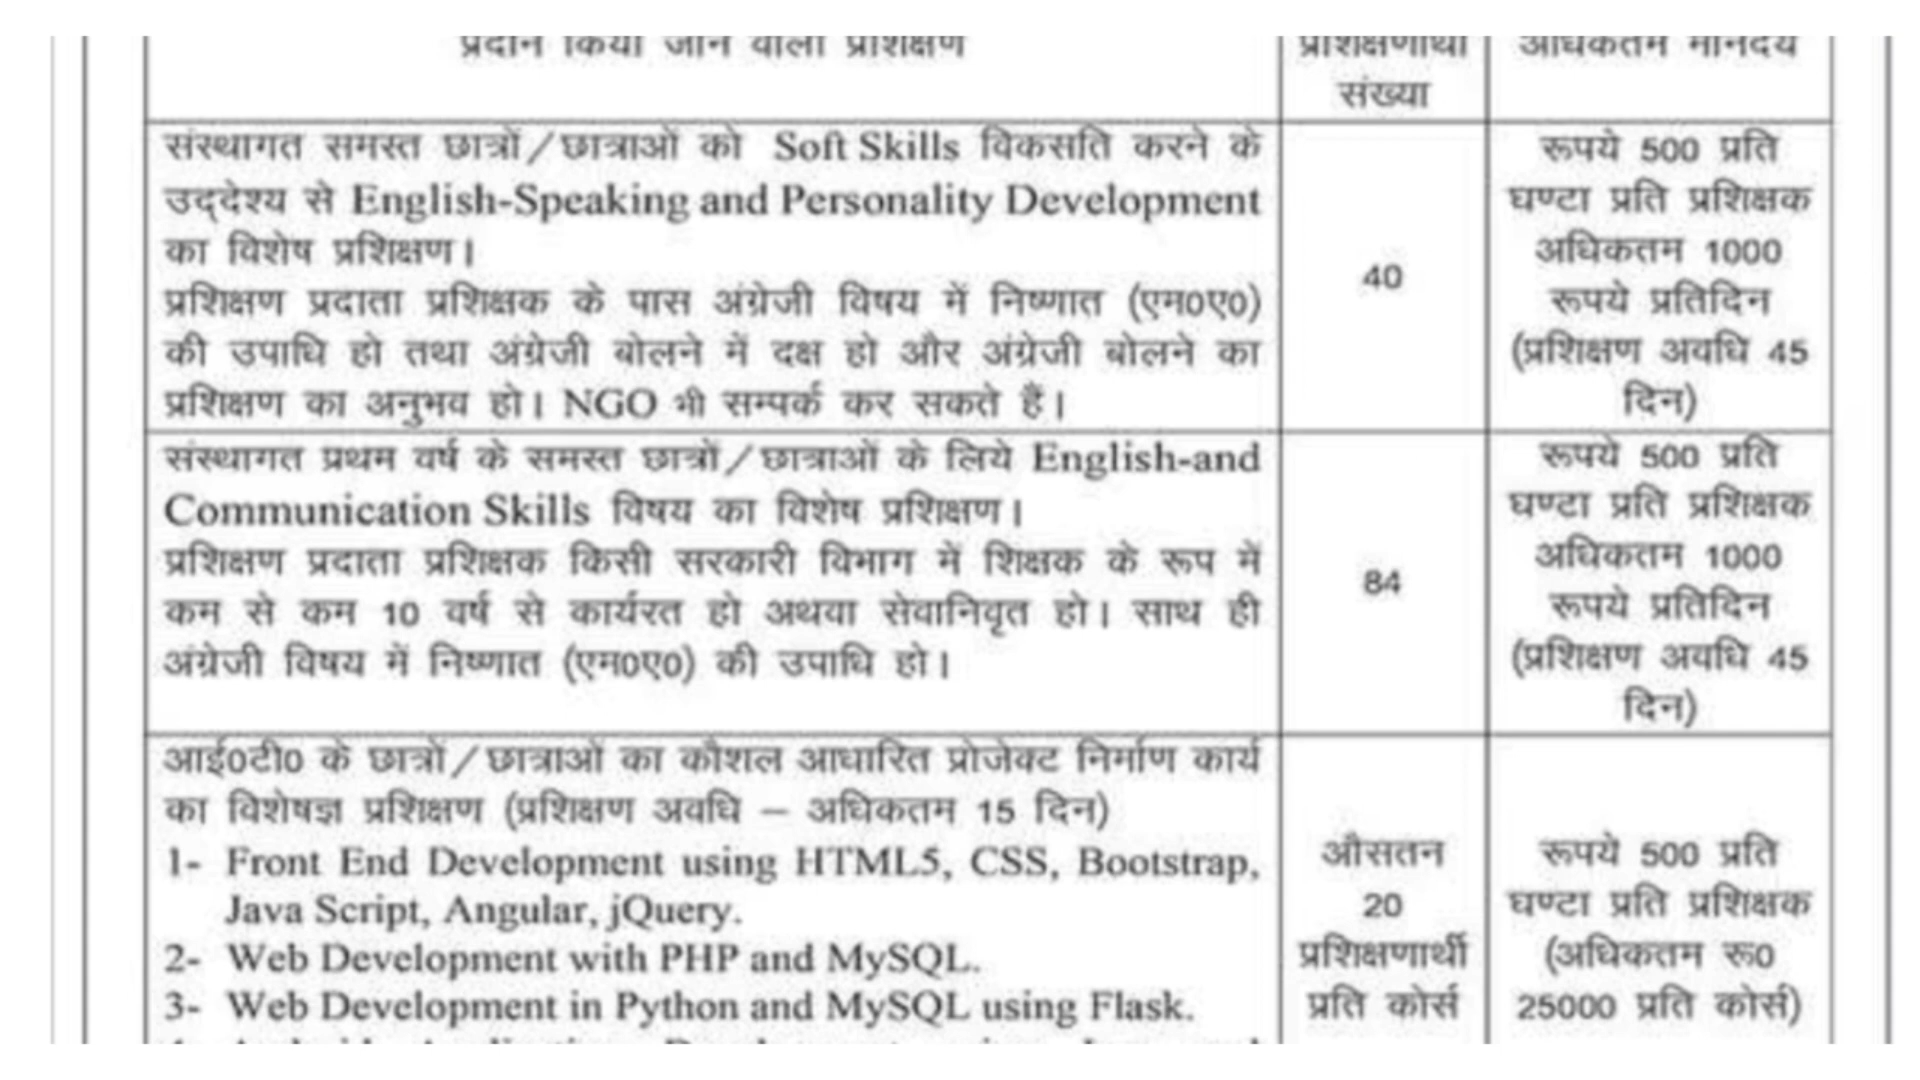 प्रदान किया जाने वाला प्रशिक्षण
प्रशिक्षणार्थी
संख्या
अधिकतम मानदेय
संस्थागत समस्त छात्रों/छात्राओं को Soft Skills विकसति करने के
उद्देश्य से English-Speaking and Personality Development
का विशेष प्रशिक्षण।
प्रशिक्षण प्रदाता प्रशिक्षक के पास अंग्रेजी विषय में निष्णात (एम0ए0)
की उपाधि हो तथा अंग्रेजी बोलने में दक्ष हो और अंग्रेजी बोलने का
प्रशिक्षण का अनुभव हो। NGO भी सम्पर्क कर सकते हैं।
40
रूपये 500 प्रति
घण्टा प्रति प्रशिक्षक
अधिकतम 1000
रूपये प्रतिदिन
(प्रशिक्षण अवधि 45
दिन)
संस्थागत प्रथम वर्ष के समस्त छात्रों/छात्राओं के लिये English-and
Communication Skills विषय का विशेष प्रशिक्षण।
प्रशिक्षण प्रदाता प्रशिक्षक किसी सरकारी विभाग में शिक्षक के रूप में
कम से कम 10 वर्ष से कार्यरत हो अथवा सेवानिवृत हो। साथ ही
अंग्रेजी विषय में निष्णात (एम0ए0) की उपाधि हो।
84
रूपये 500 प्रति
घण्टा प्रति प्रशिक्षक
अधिकतम 1000
रूपये प्रतिदिन
(प्रशिक्षण अवधि 45
दिन)
आई0टी0 के छात्रों/छात्राओं का कौशल आधारित प्रोजेक्ट निर्माण कार्य
का विशेषज्ञ प्रशिक्षण (प्रशिक्षण अवधि – अधिकतम 15 दिन)
1- Front End Development using HTML5, CSS, Bootstrap,
Java Script, Angular, jQuery.
2- Web Development with PHP and MySQL.
3- Web Development in Python and MySQL using Flask.
औसतन
20
प्रशिक्षणार्थी
प्रति कोर्स
रूपये 500 प्रति
घण्टा प्रति प्रशिक्षक
(अधिकतम रू0
25000 प्रति कोर्स)